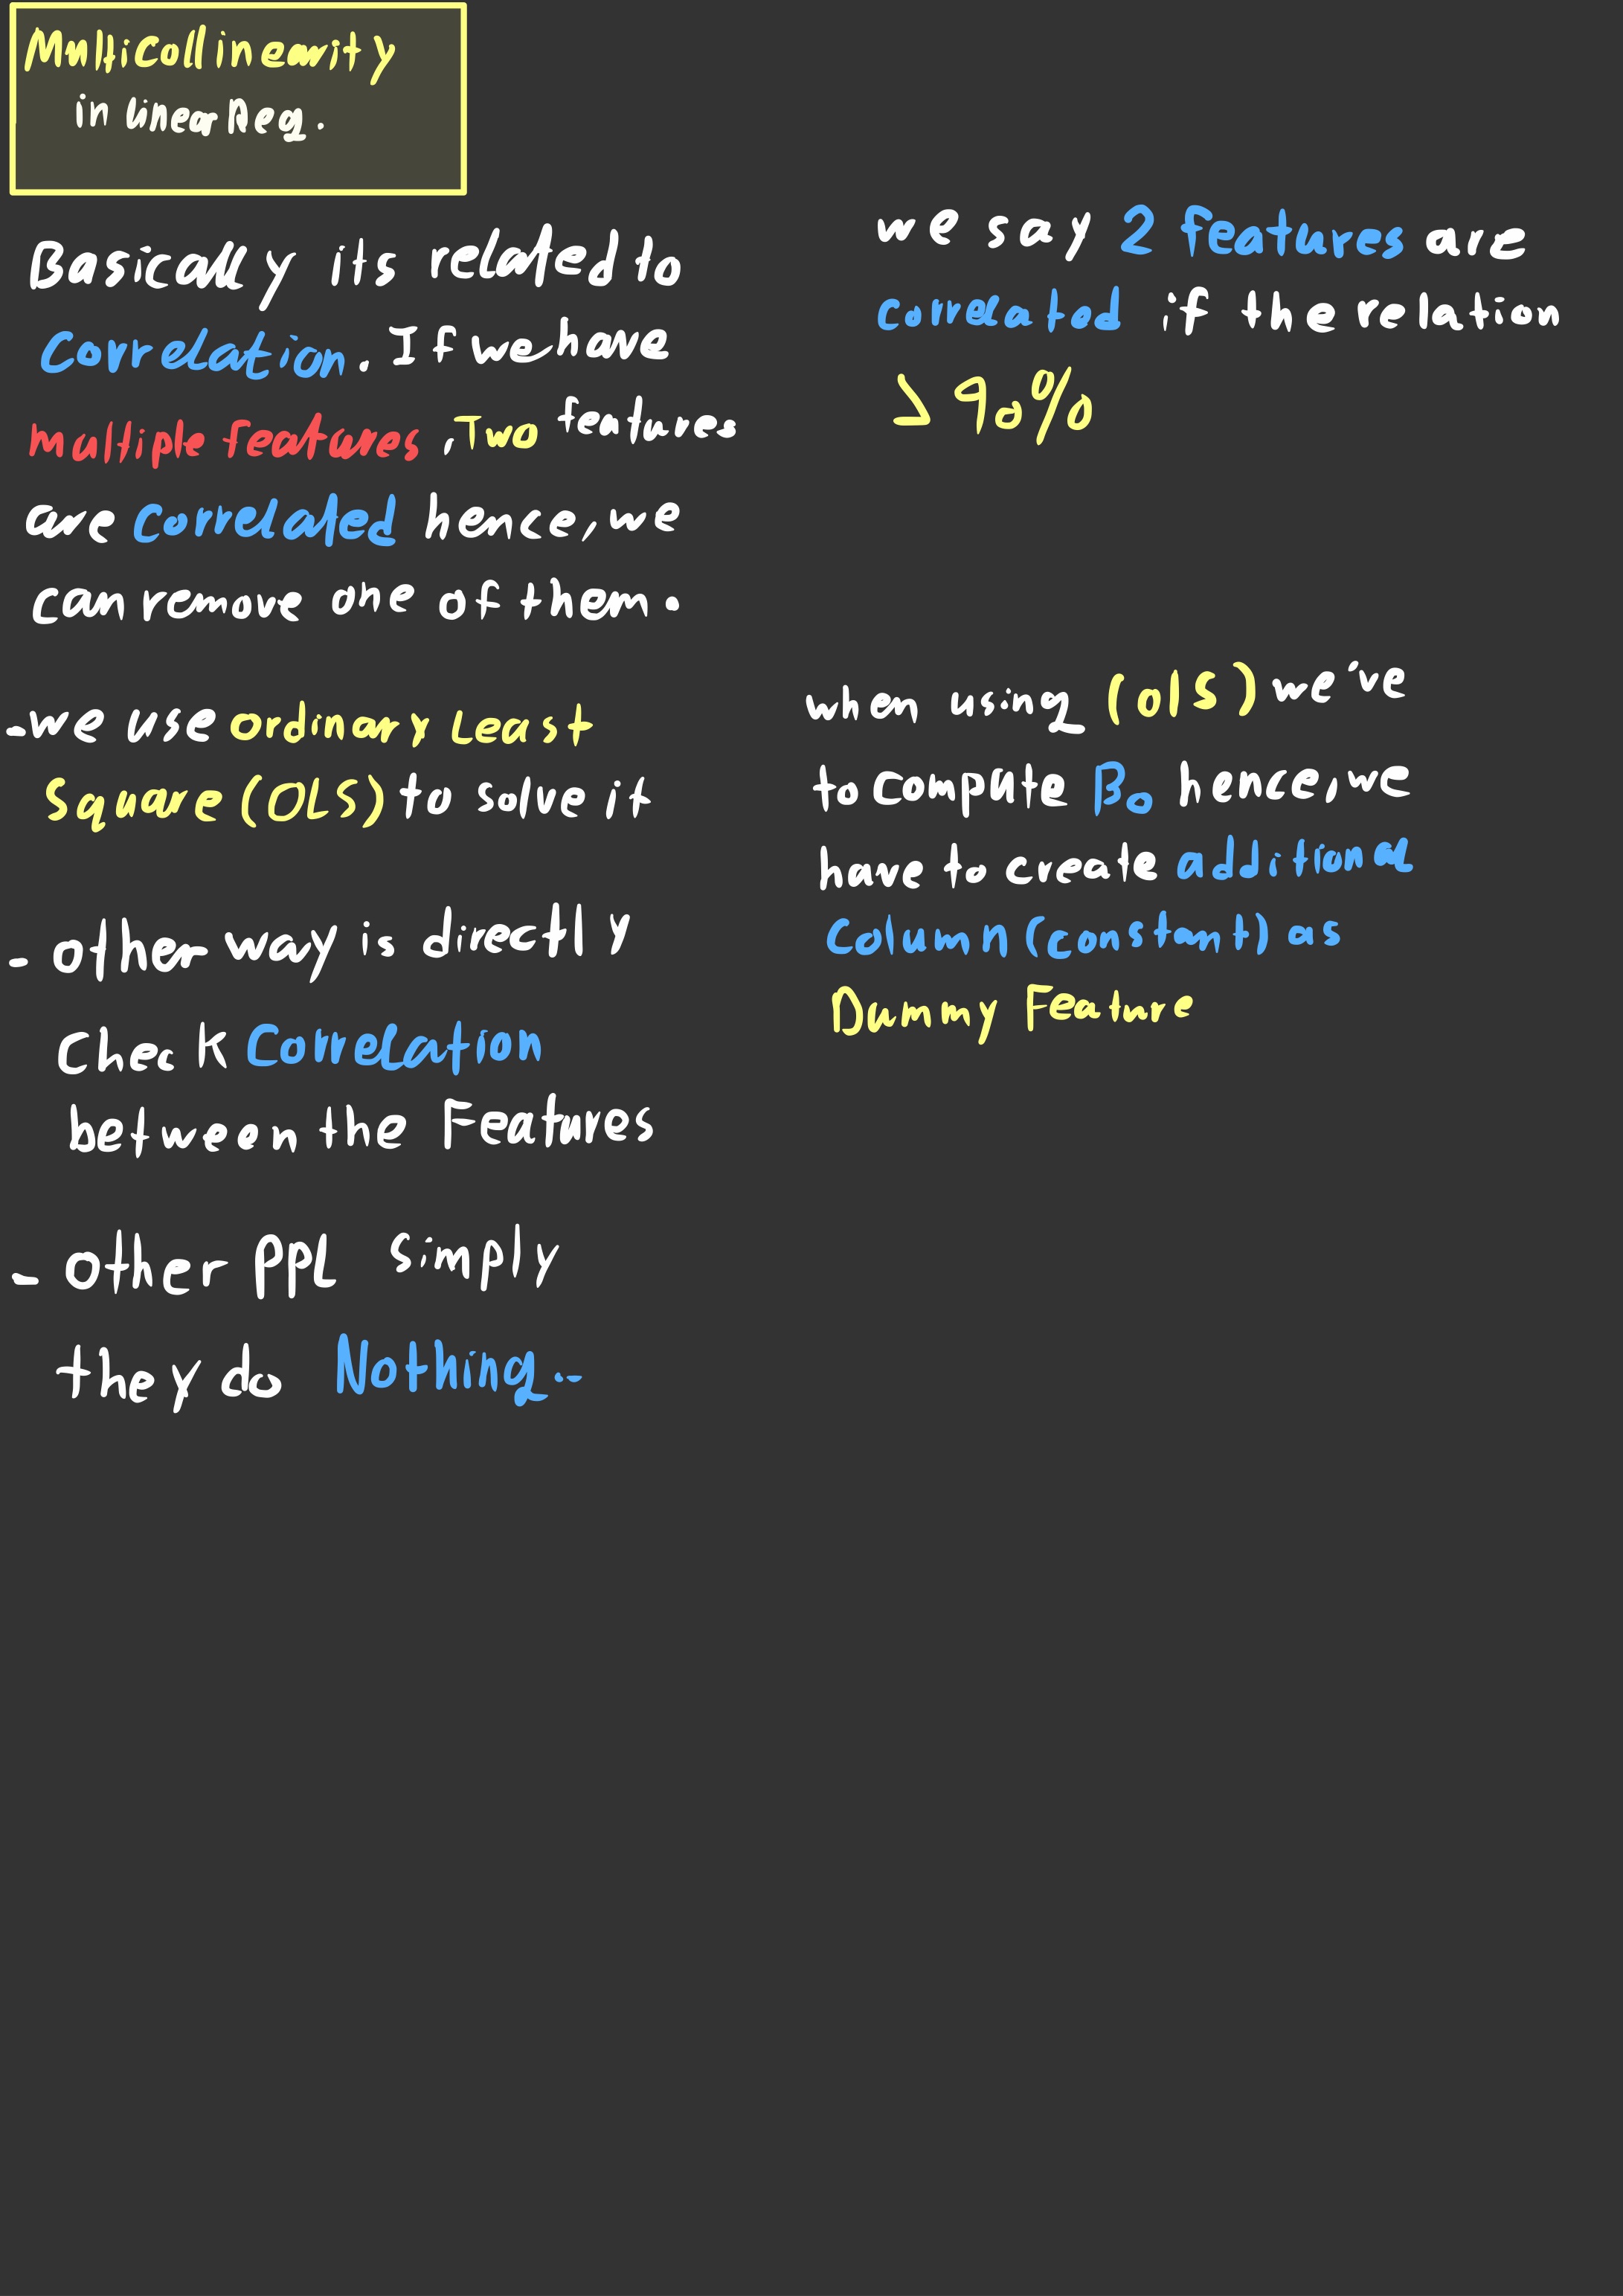 Multicollinearity
in linear Reg.
Basically its related to
Correlation. If we have
multiple features, Two features
are correlated hence, we
can remove one of them.
we say 2 features are
correlated if the relation
> 90%
- we use ordinary Least
Square (OLS) to solve it
- other way is directly
Check Correlation
between the Features
- other PPL simply
they do Nothing..
when using (OLS) we've
to Compute B0 hence, we
have to create additional
Column (Constant) as
Dummy Feature